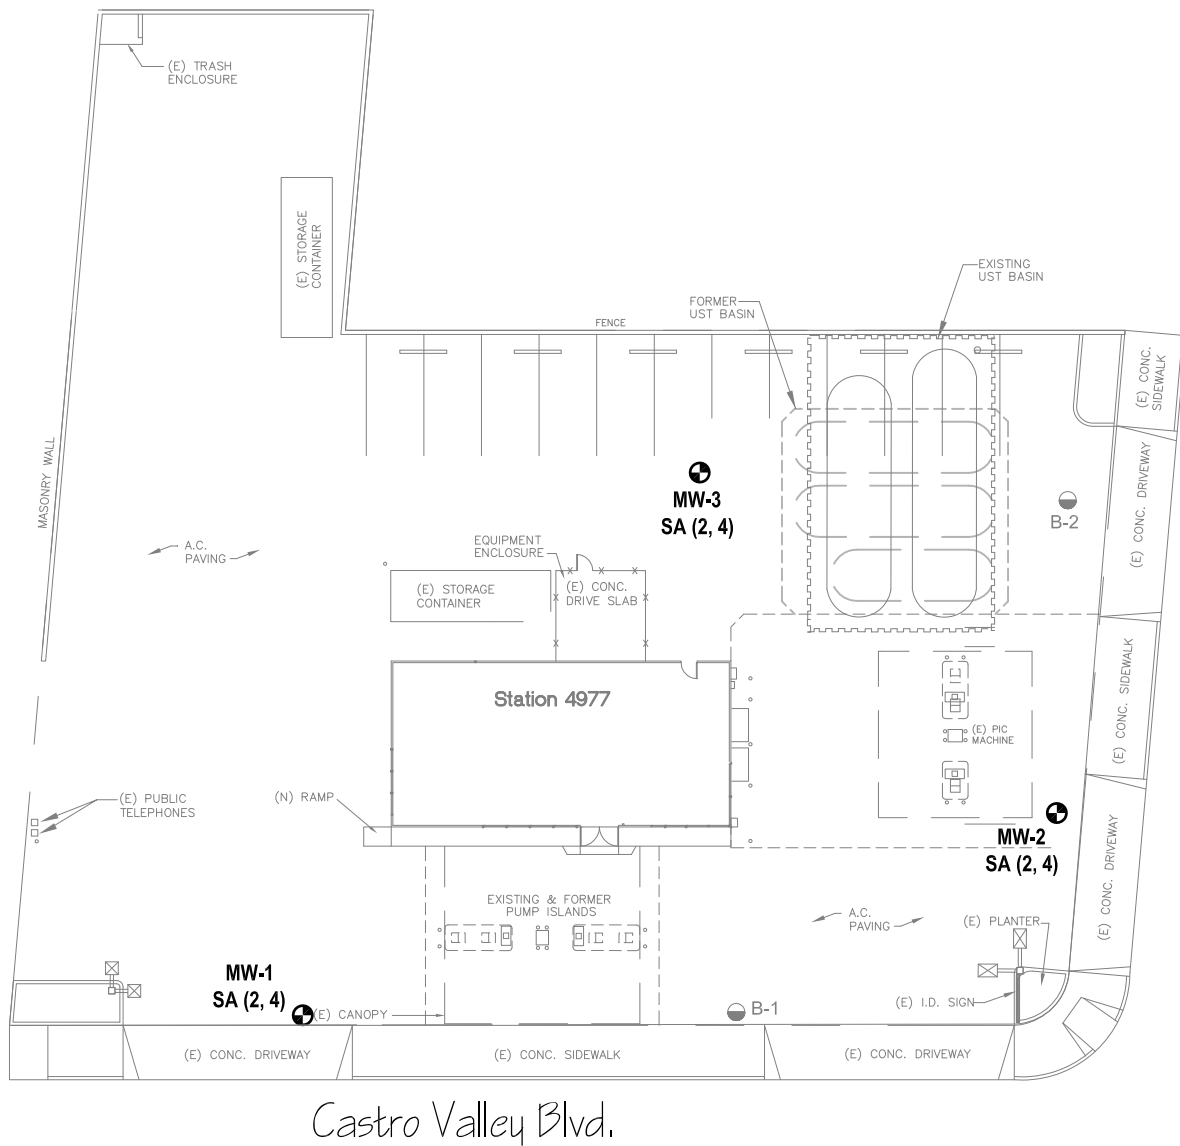 (E) TRASH
ENCLOSURE
(E) STORAGE
CONTAINER
EXISTING
UST BASIN
FORMER
UST BASIN
FENCE
(E) CONC.
SIDEWALK
MASONRY WALL
MW-3
SA (2, 4)
B-2
(E) CONC. DRIVEWAY
A.C.
PAVING
EQUIPMENT
ENCLOSURE
(E) STORAGE
CONTAINER
(E) CONC.
DRIVE SLAB
Station 4977
(E) PIC
MACHINE
(E) CONC. SIDEWALK
(E) PUBLIC
TELEPHONES
(N) RAMP
MW-2
SA (2, 4)
EXISTING & FORMER
PUMP ISLANDS
A.C.
PAVING
(E) PLANTER
(E) CONC. DRIVEWAY
MW-1
SA (2, 4)
(E) CANOPY
B-1
(E) I.D. SIGN
(E) CONC. DRIVEWAY
(E) CONC. SIDEWALK
(E) CONC. DRIVEWAY
Castro Valley Blvd.